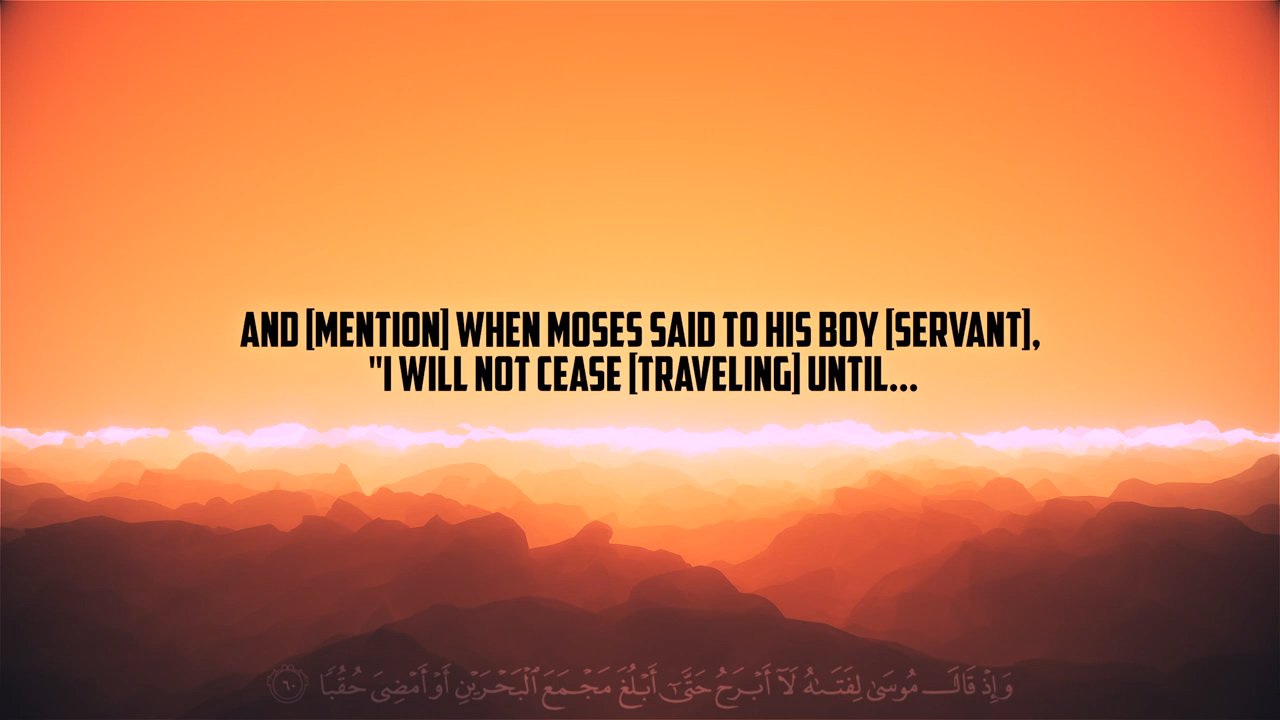 AND [MENTION] WHEN MOSES SAID TO HIS BOY [SERVANT],
"I WILL NOT CEASE [TRAVELING] UNTIL...
وَإِذْ قَالَ مُوسَىٰ لِفَتَىٰهُ لَآ أَبْرَحُ حَتَّىٰٓ أَبْلُغَ مَجْمَعَ ٱلْبَحْرَيْنِ أَوْ أَمْضِىَ حُقُبًا ٦٠